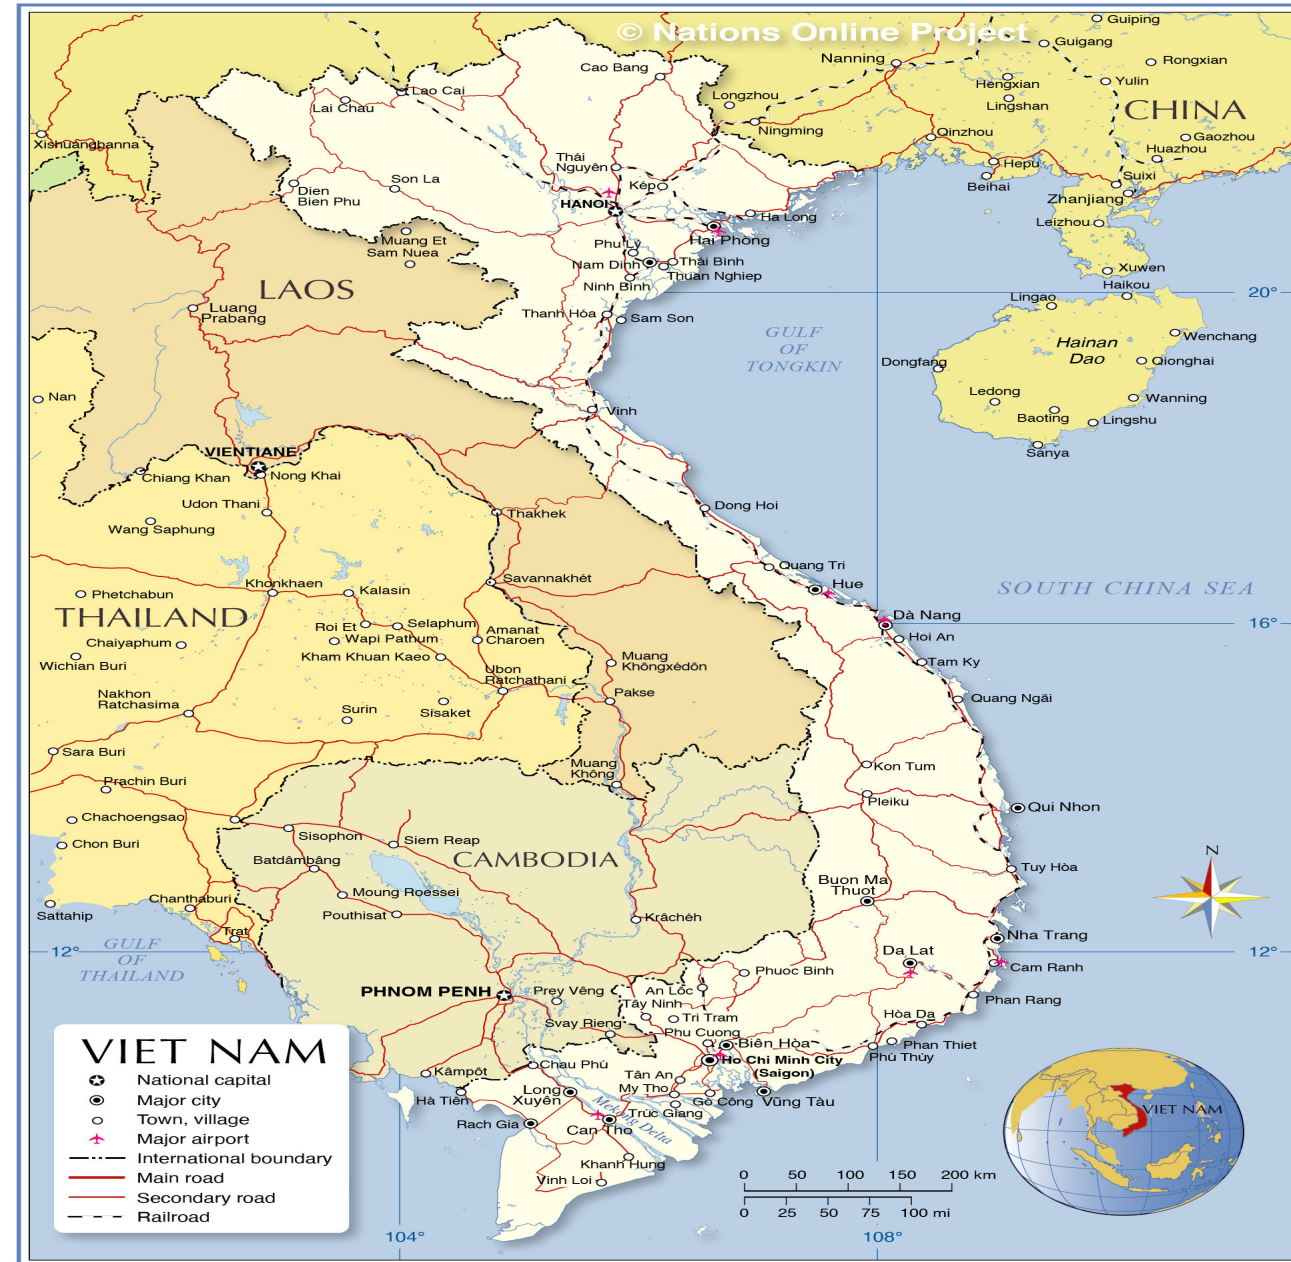 © Nations Online Project
Guiping
Guigang
Rongxian
Nanning
Cao Bang
Hengxian
Yulin
Lao Cai
Longzhou
Lingshan
CHINA
Lai Chau
Ningming
Qinzhou
Gaozhou
Xishuangbanna
Huazhou
Thái
Nguyên
Hepu
Suixi
Son La
Kép
Beihai
Dien
Bien Phu
Zhanjiang
HANOI
Ha Long
Leizhou
Muang Et
Hai Phòng
Sam Nuea
Phu Ly
Thái Bình
Nam Dinh
Thuan Nghiep
Xuwen
Ninh Bình
Haikou
LAOS
Lingao
20°
Luang
Prabang
Thanh Hóa
Sam Son
GULF
OF
TONGKIN
Hainan
Dao
Wenchang
Dongfang
Qionghai
Nan
Ledong
Wanning
Vinh
Baoting
Lingshu
VIENTIANE
Sanya
Chiang Khan
Nong Khai
Udon Thani
Dong Hoi
Thakhek
Wang Saphung
Quang Tri
Khonkhaen
Savannakhét
Hue
Phetchabun
Kalasin
SOUTH CHINA SEA
THAILAND
Dà Nang
16°
Roi Et
Selaphum
Wapi Pathum
Amanat
Charoen
Hoi An
Chaiyaphum
Kham Khuan Kaeo
Muang
Khôngxédôn
Tam Ky
Wichian Buri
Ubon
Ratchathani
Nakhon
Ratchasima
Pakse
Quang Ngãi
Surin
Sïsaket
Sara Buri
Muang
Không
Kon Tum
Prachin Buri
Pleiku
Qui Nhon
Chachoengsao
Sisophon
Siem Reap
Chon Buri
Batdâmbâng
CAMBODIA
N
Tuy Hòa
Buon Ma
Thuot
Moung Roessei
Chanthaburi
Sattahip
Pouthisat
Krâchéh
Trat
Nha Trang
GULF
OF
THAILAND
12°
Da Lat
12°
Cam Ranh
Phuoc Binh
PHNOM PENH
Prey Vêng
An Lôc
Tây Ninh
Phan Rang
Svay Rieng
Tri Tram
Hòa Da
Phu Cuong
Biên Hòa
Phan Thiet
Phú Thúy
Ho Chi Minh City
(Saigon)
Chau Phú
Kâmpôt
Tân An
Long
Xuyên
My Tho
Hà Tiên
Gò Công
Vũng Tàu
Trúc Giang
Mekong Delta
Rach Gia
Can Tho
Khanh Hung
Vinh Loi
VIET NAM
National capital
Major city
Town, village
Major airport
International boundary
Main road
Secondary road
Railroad
VIET NAM
0 50 100 150 200 km
0 25 50 75 100 mi
104°
108°